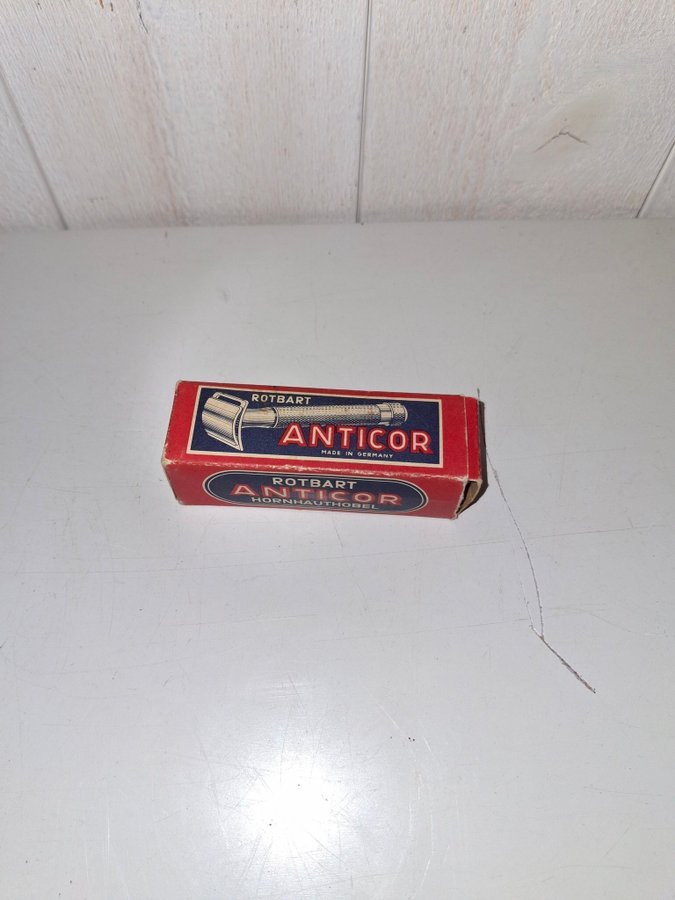 ROTBART
ANTICOR
MADE IN GERMANY
ROTBART
ANTICOR
HORNHAUTHOBEL